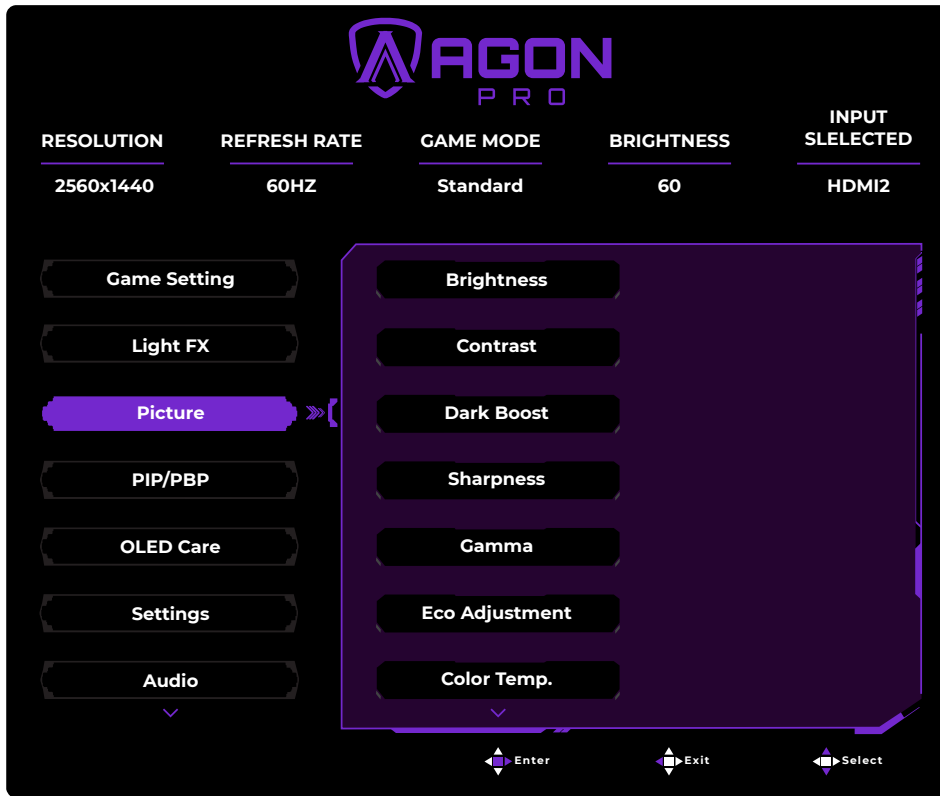 AGON
PRO
RESOLUTION
REFRESH RATE
GAME MODE
BRIGHTNESS
INPUT
SLELECTED
2560x1440
60HZ
Standard
60
HDMI2
Game Setting
Light FX
Picture
PIP/PBP
OLED Care
Settings
Audio
Brightness
Contrast
Dark Boost
Sharpness
Gamma
Eco Adjustment
Color Temp.
Enter
Exit
Select